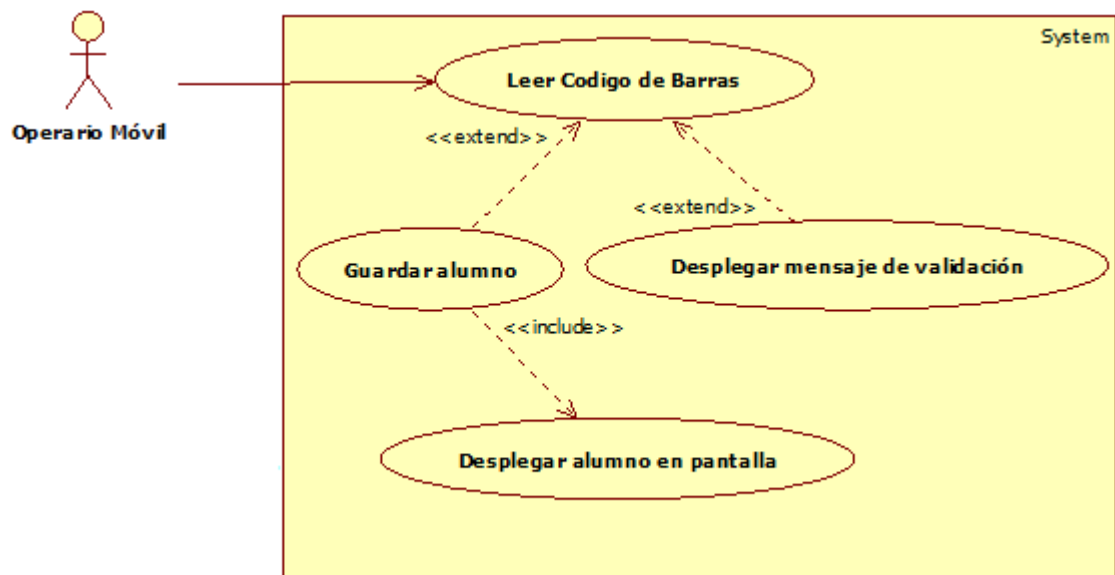 System
Leer Codigo de Barras
Operario Móvil
<<extend>>
<<extend>>
Guardar alumno
Desplegar mensaje de validación
<<include>>
Desplegar alumno en pantalla